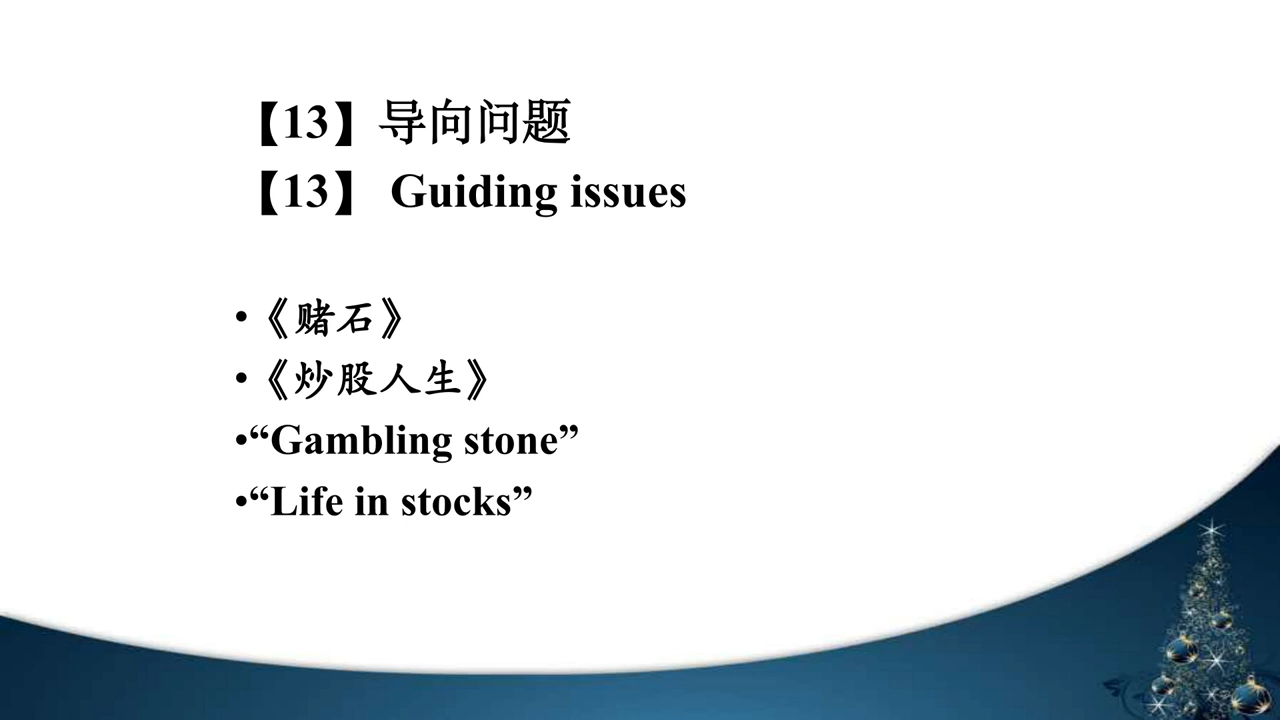 【13】导向问题
【13】 Guiding issues
•《赌石》
•《炒股人生》
•“Gambling stone”
•“Life in stocks”